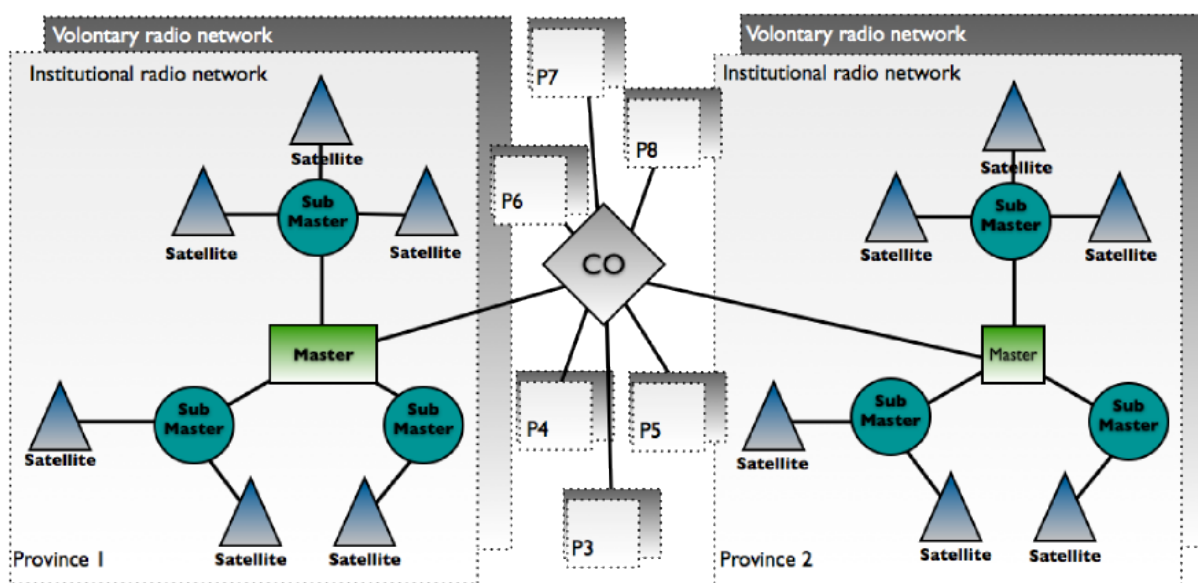 Volontary radio network
Institutional radio network
Satellite
Sub
Master
Satellite
Satellite
Master
Sub
Master
Sub
Master
Satellite
Satellite
Satellite
Province 1
P7
P8
P6
CO
P4
P5
P3
Volontary radio network
Institutional radio network
Satellite
Sub
Master
Satellite
Satellite
Master
Sub
Master
Sub
Master
Satellite
Satellite
Satellite
Province 2